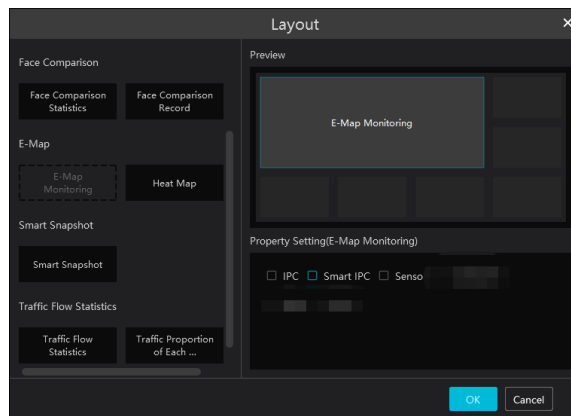 Layout
×
Face Comparison
Face Comparison
Statistics
Face Comparison
Record
E-Map
E-Map
Monitoring
Heat Map
Smart Snapshot
Smart Snapshot
Traffic Flow Statistics
Traffic Flow
Statistics
Traffic Proportion
of Each ...
Preview
E-Map Monitoring
Property Setting(E-Map Monitoring)
IPC Smart IPC Senso
OK Cancel